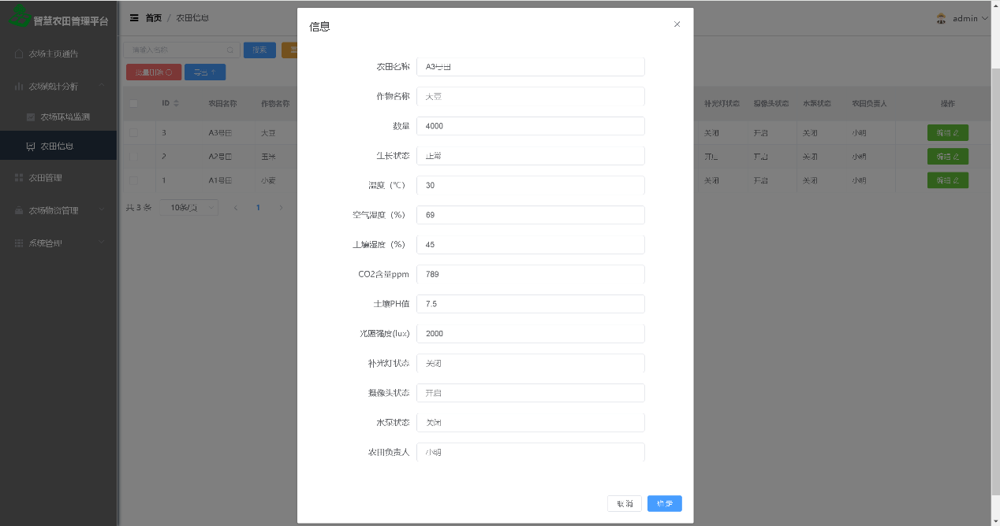 智慧农田管理平台
首页 / 农田信息
admin
农场主页通告
农场统计分析
农场环境监测
农田信息
农田管理
农场物资管理
系统管理
请输入名称
搜索
批量删除
导出
ID 农田名称 作物名称
补光灯状态 摄像头状态 水泵状态 农田负责人 操作
3 A3号田 大豆
关闭 开启 关闭 小明 编辑
2 A2号田 玉米
开启 开启 关闭 小明 编辑
1 A1号田 小麦
关闭 开启 关闭 小明 编辑
共 3 条 10条/页 < 1 >
信息
农田名称 A3号田
作物名称 大豆
数量 4000
生长状态 正常
温度（℃） 30
空气湿度（%） 69
土壤湿度（%） 45
CO2含量ppm 789
土壤PH值 7.5
光照强度(lux) 2000
补光灯状态 关闭
摄像头状态 开启
水泵状态 关闭
农田负责人 小明
取消 确定